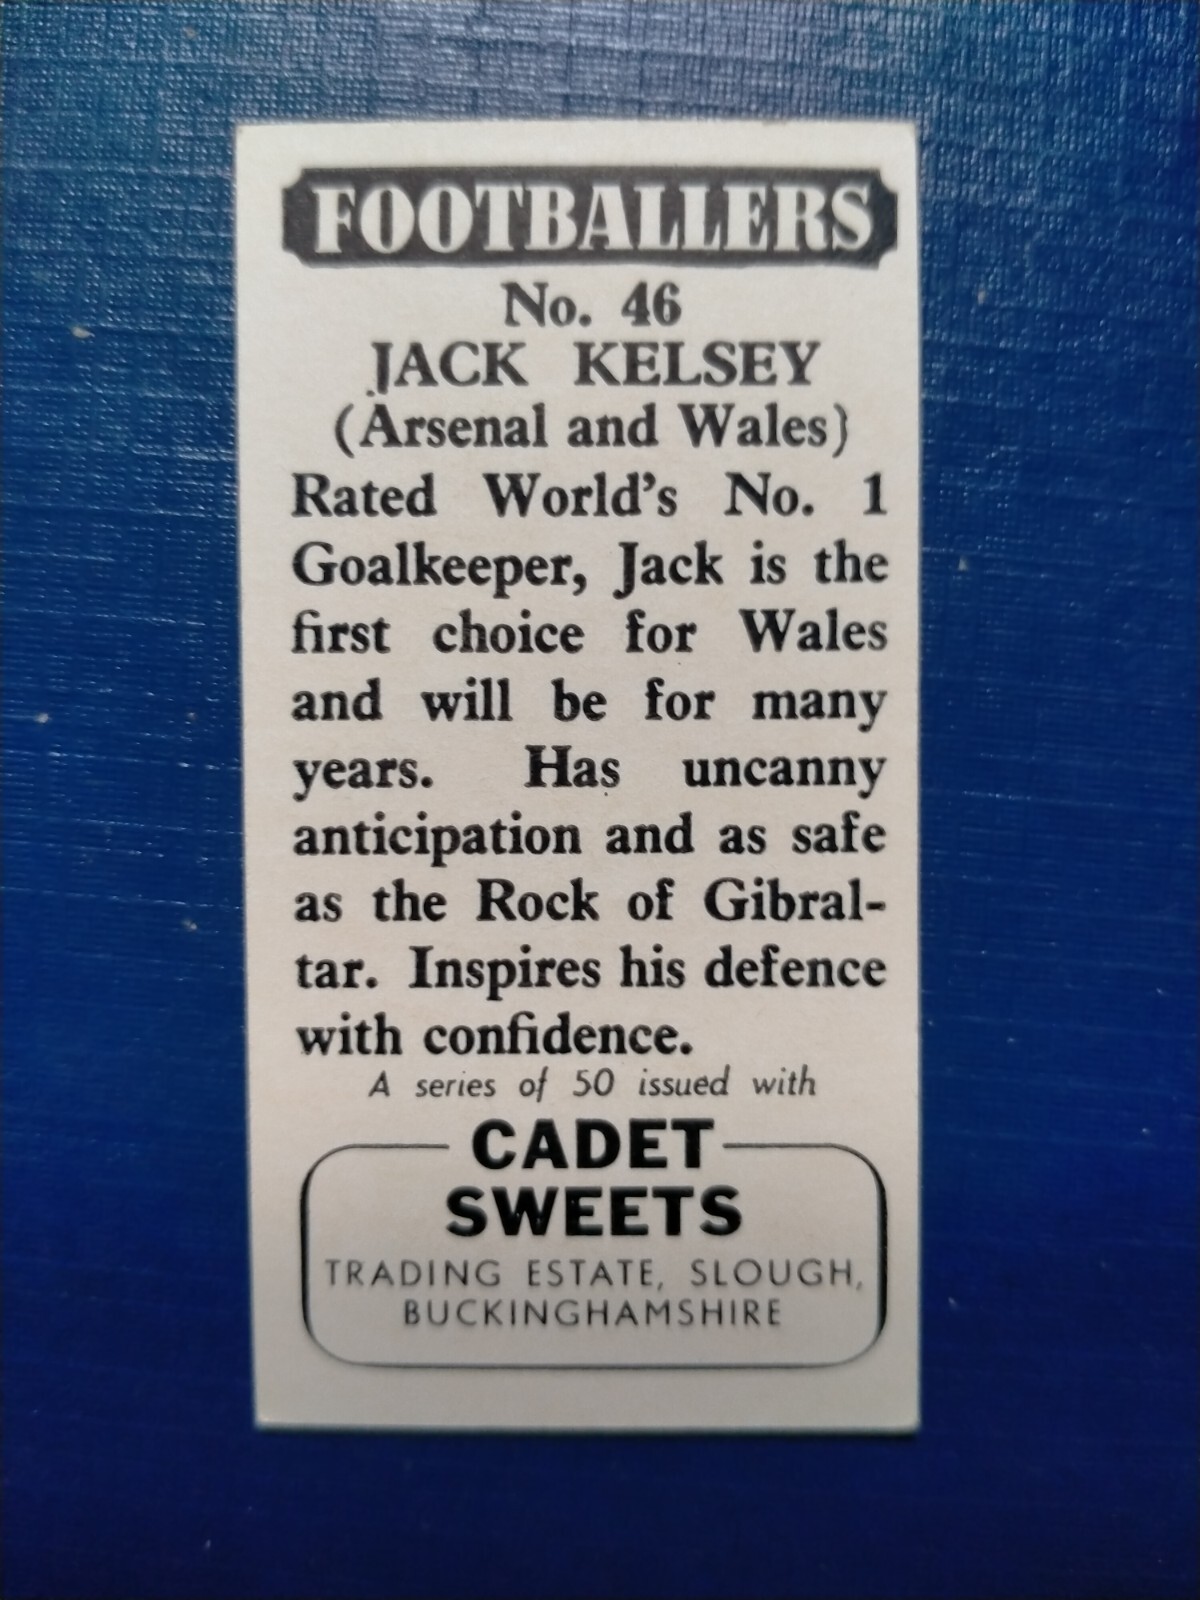 FOOTBALLERS
No. 46
JACK KELSEY
(Arsenal and Wales)
Rated World's No. 1
Goalkeeper, Jack is the
first choice for Wales
and will be for many
years. Has uncanny
anticipation and as safe
as the Rock of Gibral-
tar. Inspires his defence
with confidence.
A series of 50 issued with
CADET
SWEETS
TRADING ESTATE, SLOUGH,
BUCKINGHAMSHIRE